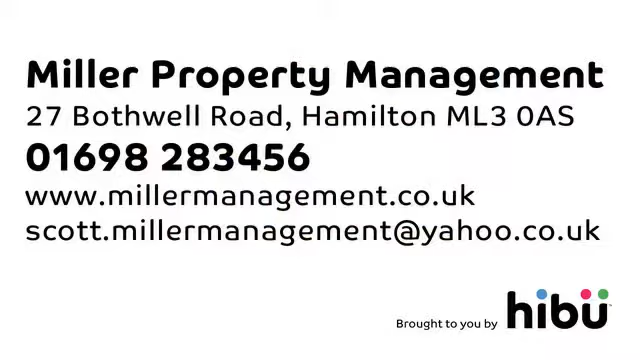 Miller Property Management
27 Bothwell Road, Hamilton ML3 0AS
01698 283456
www.millermanagement.co.uk
scott.millermanagement@yahoo.co.uk
Brought to you by hibü